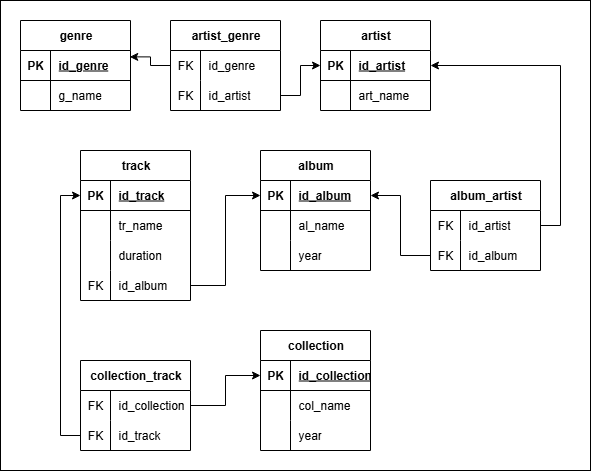 genre
PK id_genre
g_name
artist_genre
FK id_genre
FK id_artist
artist
PK id_artist
art_name
track
PK id_track
tr_name
duration
FK id_album
album
PK id_album
al_name
year
album_artist
FK id_artist
FK id_album
collection_track
FK id_collection
FK id_track
collection
PK id_collection
col_name
year